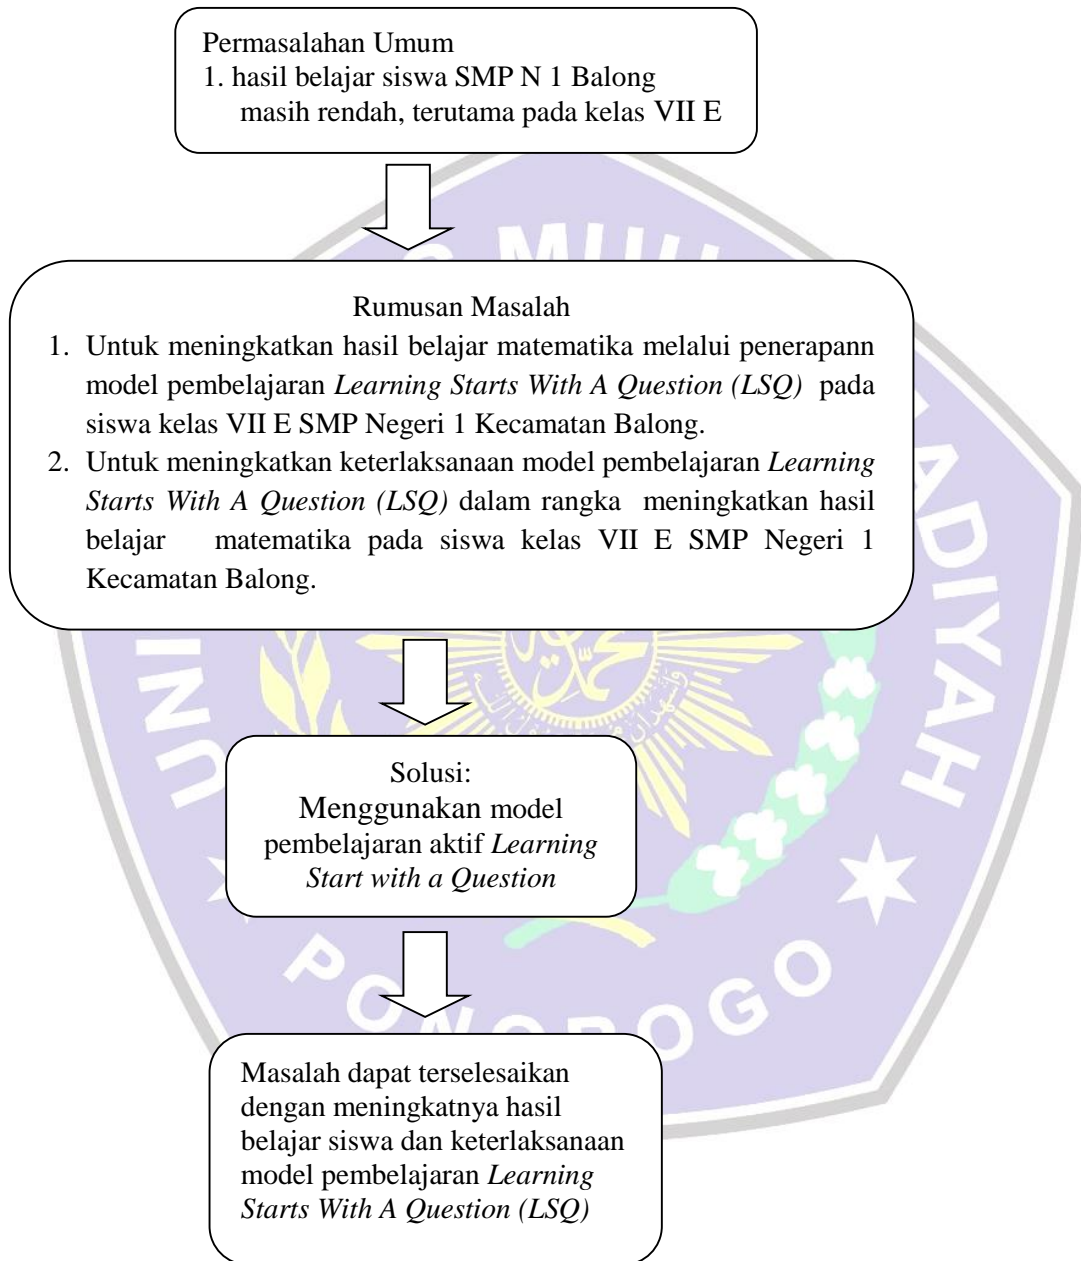 Permasalahan Umum
1. hasil belajar siswa SMP N 1 Balong
masih rendah, terutama pada kelas VII E
Rumusan Masalah
1. Untuk meningkatkan hasil belajar matematika melalui penerapann
model pembelajaran Learning Starts With A Question (LSQ) pada
siswa kelas VII E SMP Negeri 1 Kecamatan Balong.
2. Untuk meningkatkan keterlaksanaan model pembelajaran Learning
Starts With A Question (LSQ) dalam rangka meningkatkan hasil
belajar matematika pada siswa kelas VII E SMP Negeri 1
Kecamatan Balong.
Solusi:
Menggunakan model
pembelajaran aktif Learning
Start with a Question
Masalah dapat terselesaikan
dengan meningkatnya hasil
belajar siswa dan keterlaksanaan
model pembelajaran Learning
Starts With A Question (LSQ)
PONOROGO